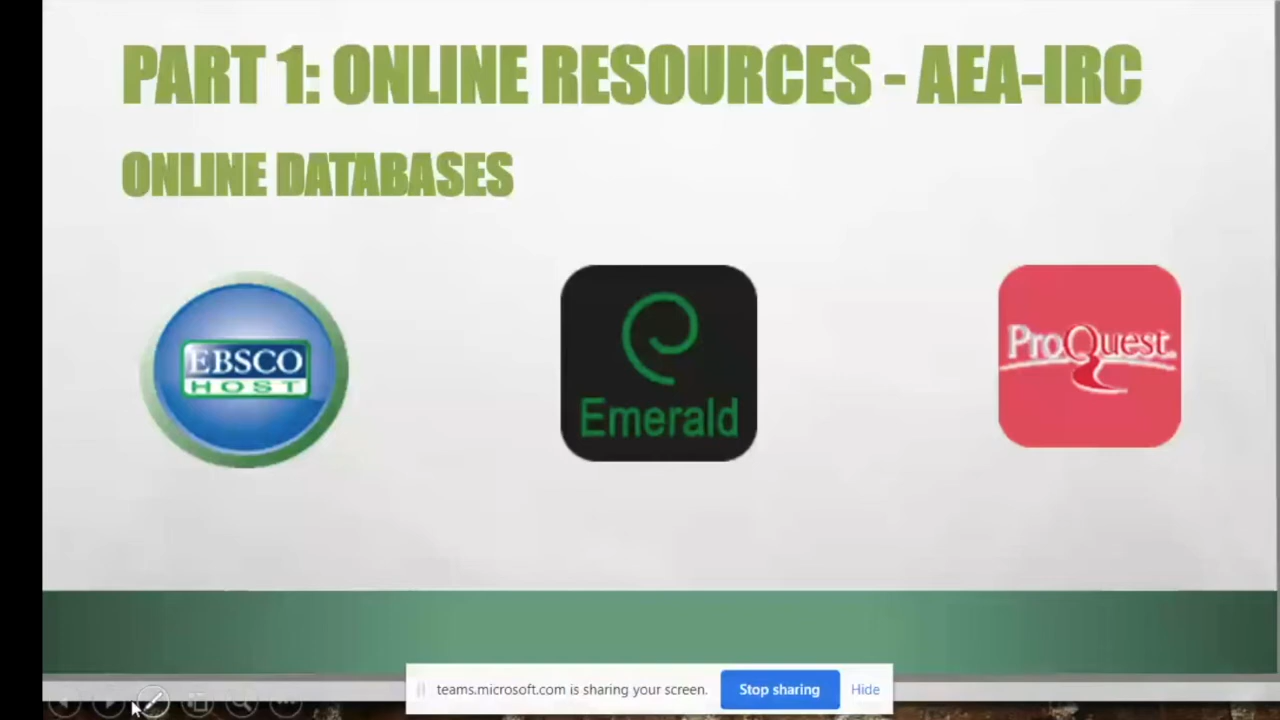 PART 1: ONLINE RESOURCES - AEA-IRC
ONLINE DATABASES
EBSCO
HOST
Emerald
ProQuest
teams.microsoft.com is sharing your screen.
Stop sharing
Hide